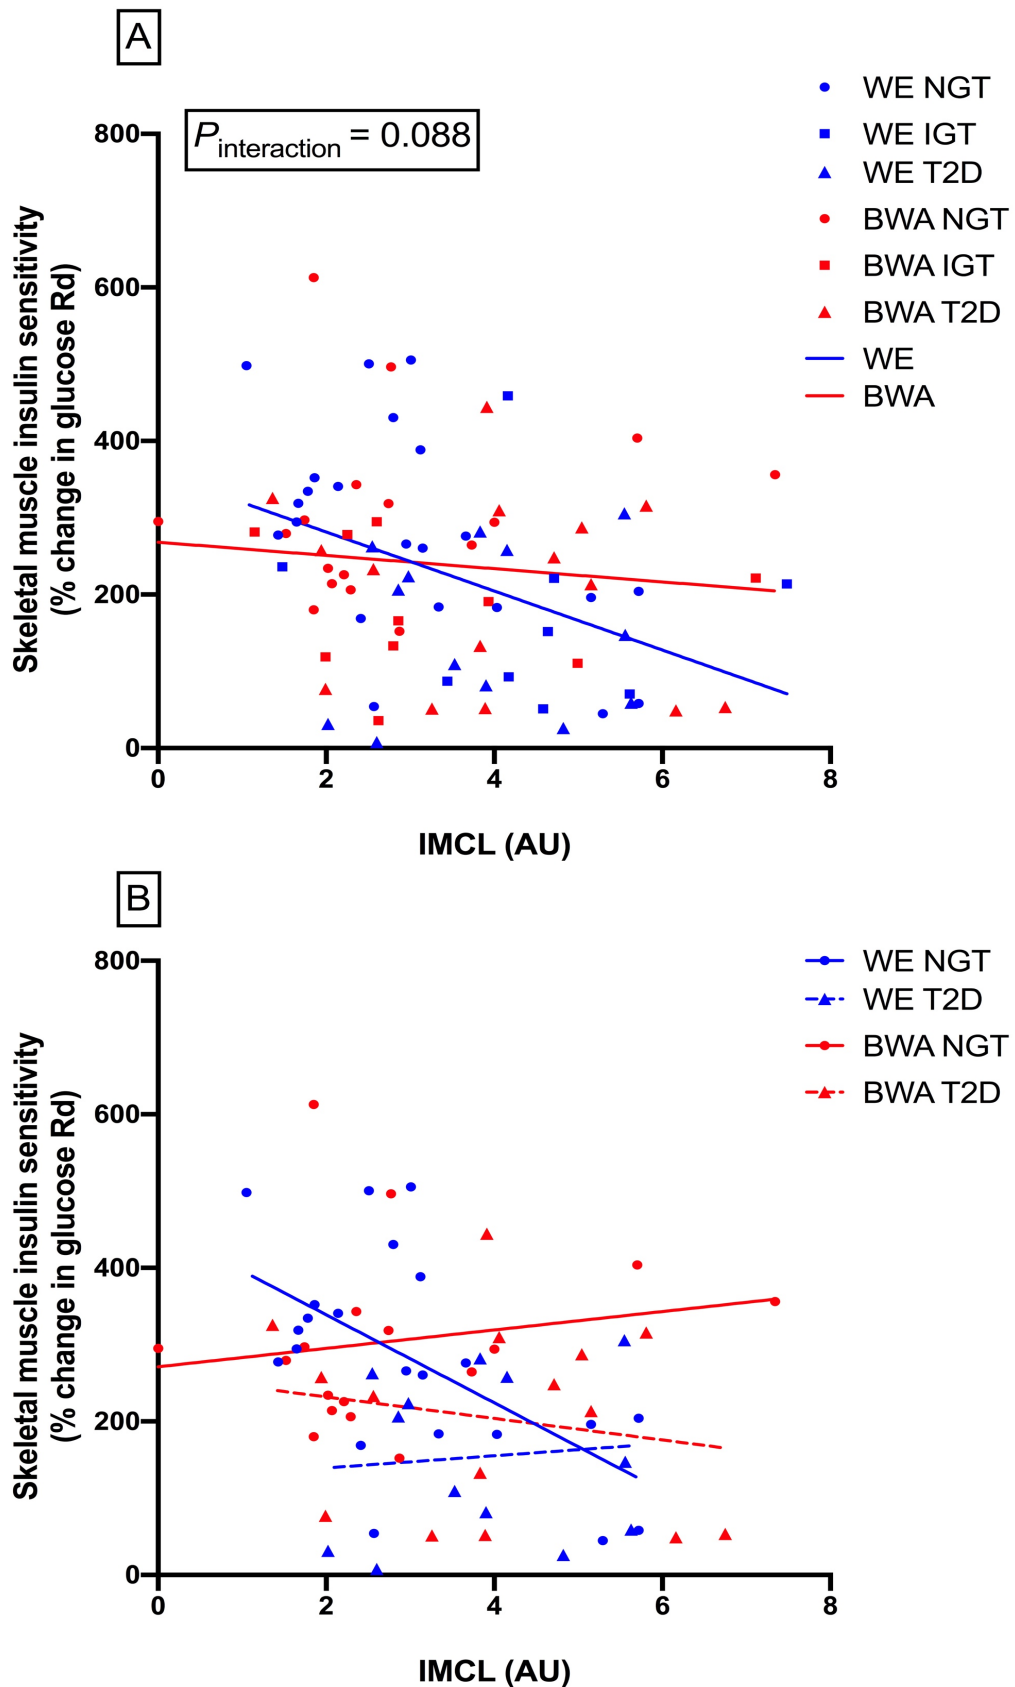 A
P interaction = 0.088
WE NGT
WE IGT
WE T2D
BWA NGT
BWA IGT
BWA T2D
WE
BWA
Skeletal muscle insulin sensitivity
(% change in glucose Rd)
800
600
400
200
0
0 2 4 6 8
IMCL (AU)
B
WE NGT
WE T2D
BWA NGT
BWA T2D
Skeletal muscle insulin sensitivity
(% change in glucose Rd)
800
600
400
200
0
0 2 4 6 8
IMCL (AU)